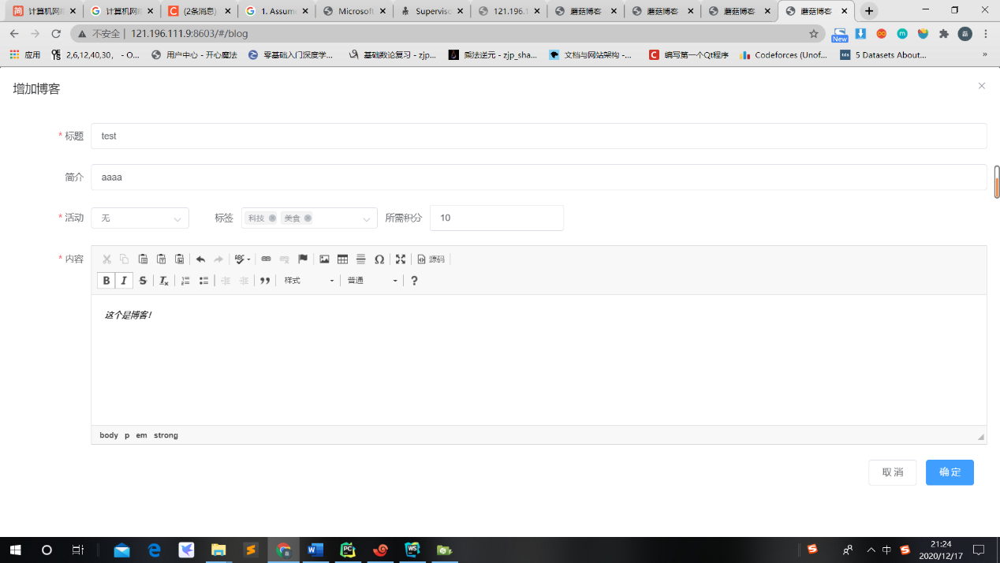 计算机网络
计算机网络
(2条消息)
1. Assume
Microsoft
Supervisc
121.196.1
蘑菇博客
蘑菇博客
蘑菇博客
蘑菇博客
不安全 | 121.196.111.9:8603/#/blog
New
磊
应用
2,6,12,40,30， - O...
用户中心 - 开心魔法
零基础入门深度学...
基础数论复习 - zjp...
乘法逆元 - zjp_sha...
文档与网站架构 -...
编写第一个Qt程序
Codeforces (Unof...
5 Datasets About...
»
增加博客
* 标题 test
简介 aaaa
* 活动 无 标签 科技 美食 所需积分 10
* 内容
ABC Ω 源码
B I S Tx 样式 普通 ?
这个是博客！
body p em strong
取消 确定
中
21:24
2020/12/17